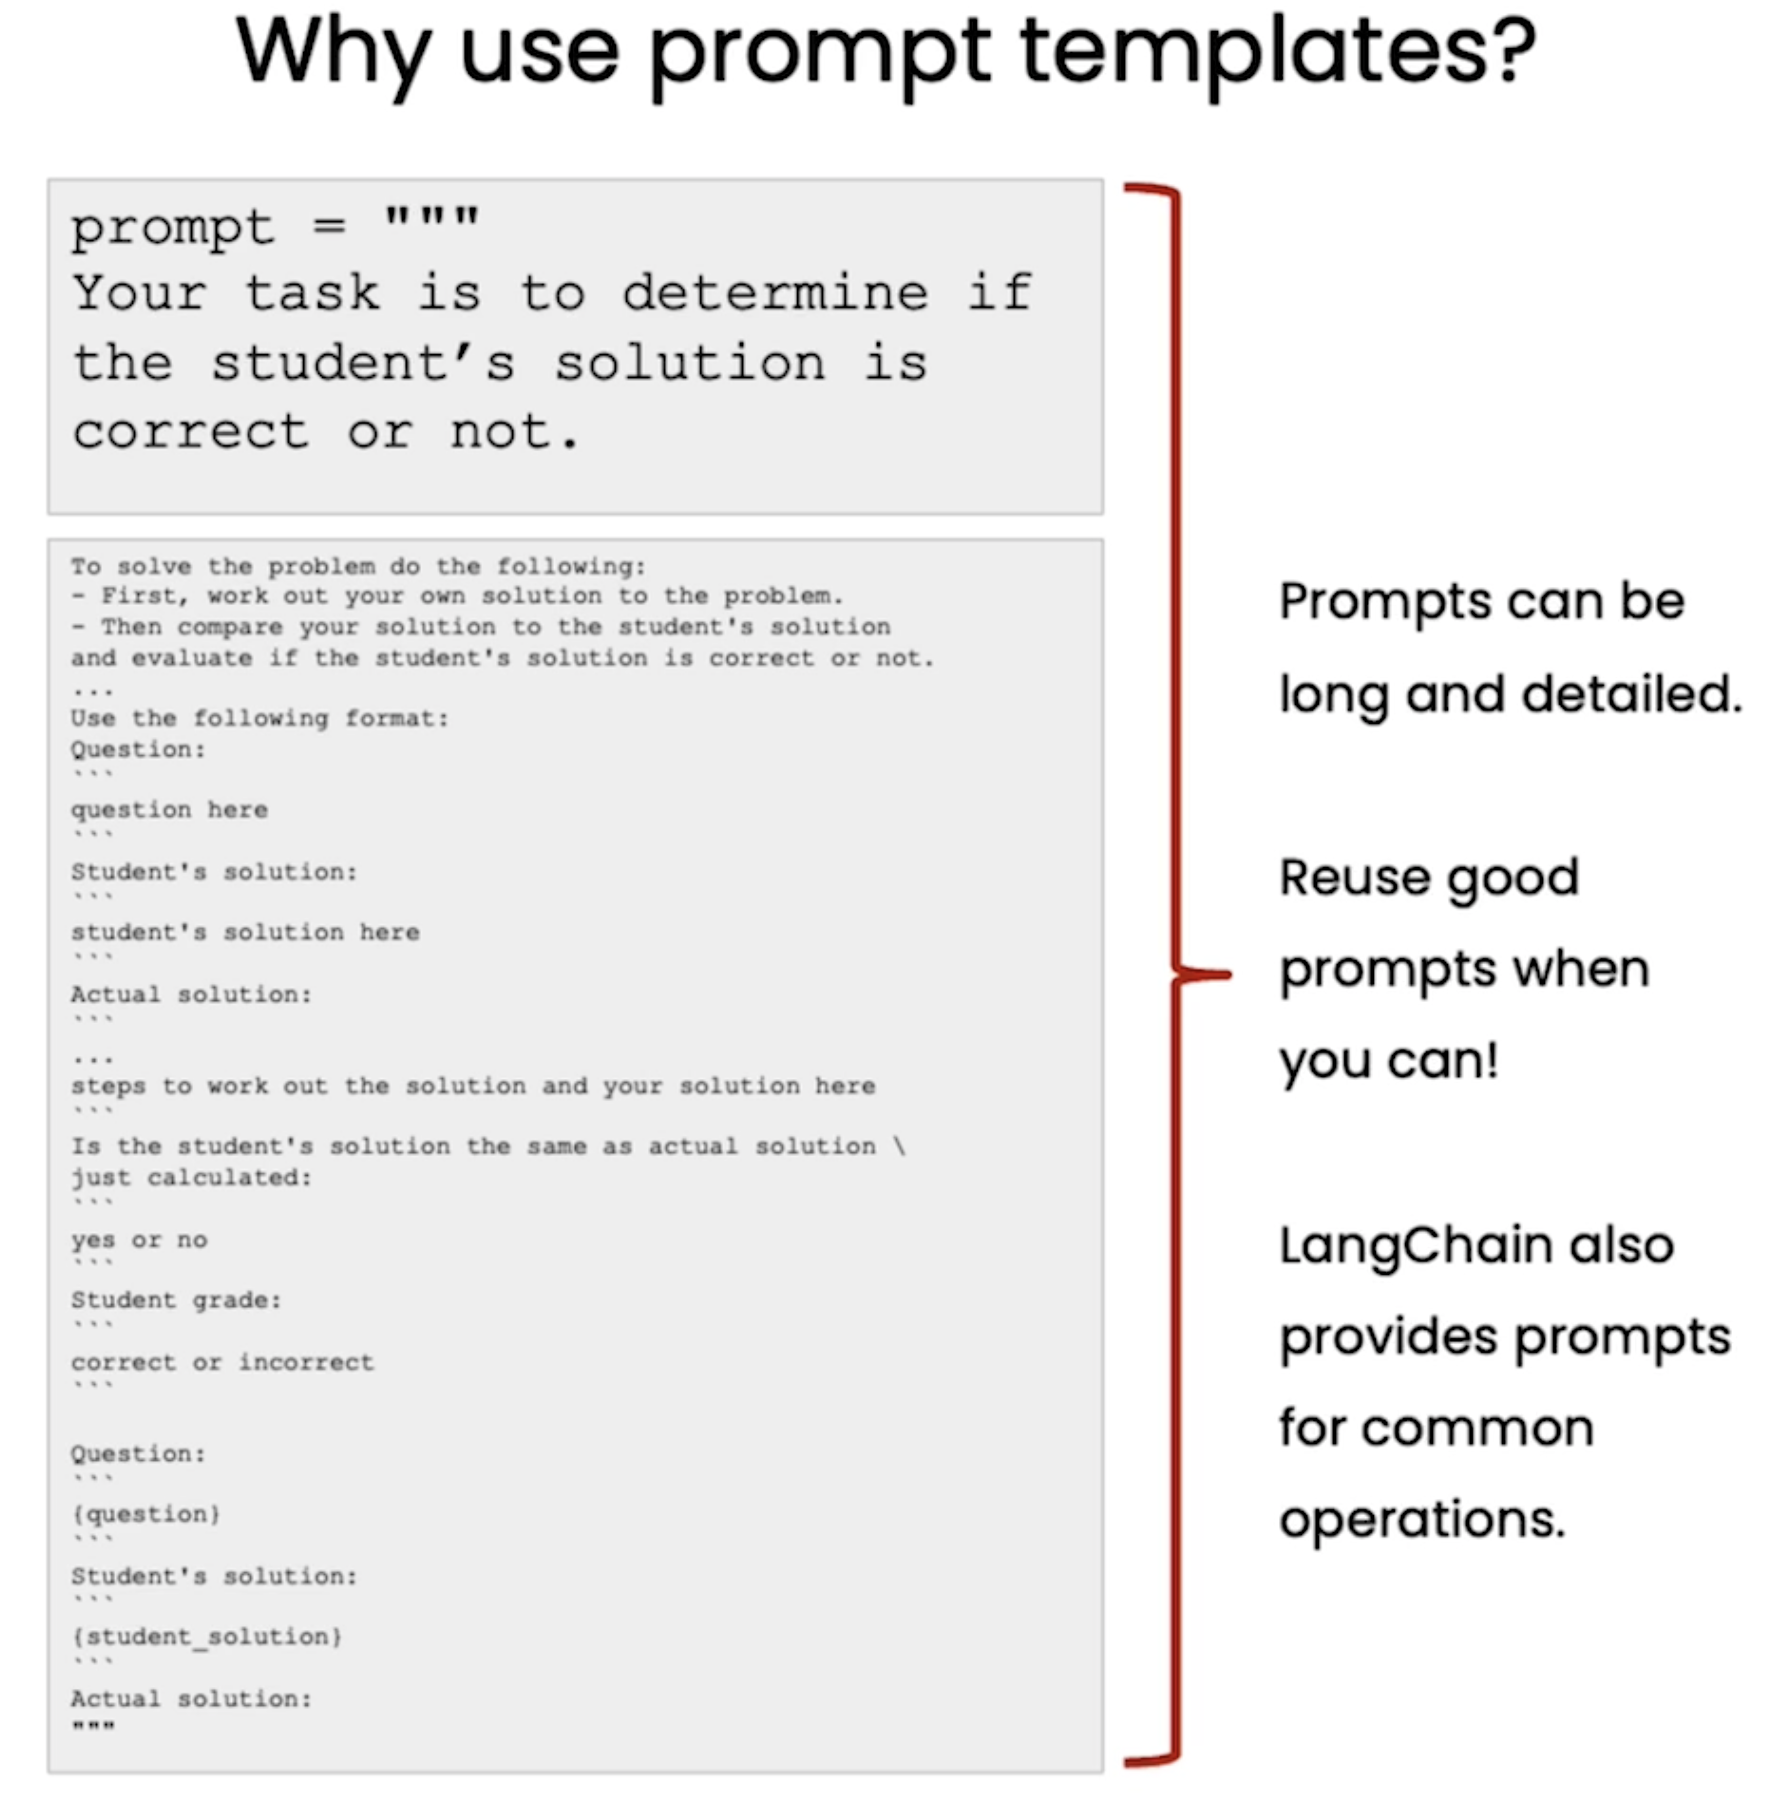 Why use prompt templates?
prompt = """
Your task is to determine if
the student’s solution is
correct or not.
To solve the problem do the following:
- First, work out your own solution to the problem.
- Then compare your solution to the student's solution
and evaluate if the student's solution is correct or not.
...
Use the following format:
Question:
```
question here
```
Student's solution:
```
student's solution here
```
Actual solution:
```
...
steps to work out the solution and your solution here
```
Is the student's solution the same as actual solution \
just calculated:
```
yes or no
```
Student grade:
```
correct or incorrect
```
Question:
```
{question}
```
Student's solution:
```
{student_solution}
```
Actual solution:
"""
Prompts can be
long and detailed.
Reuse good
prompts when
you can!
LangChain also
provides prompts
for common
operations.